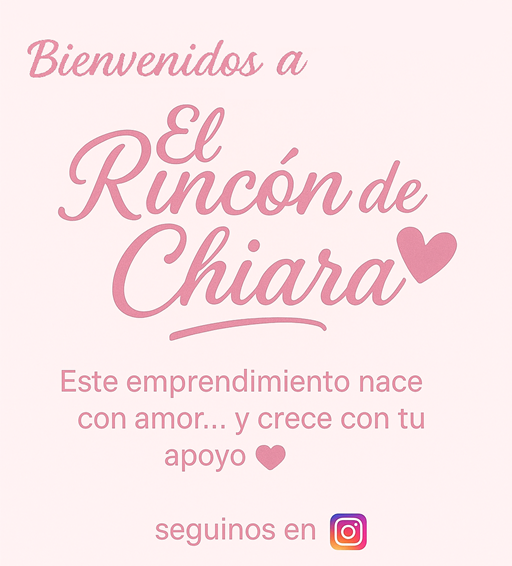 Bienvenidos a
El
Rincón de
Chiara
Este emprendimiento nace
con amor... y crece con tu
apoyo
seguinos en